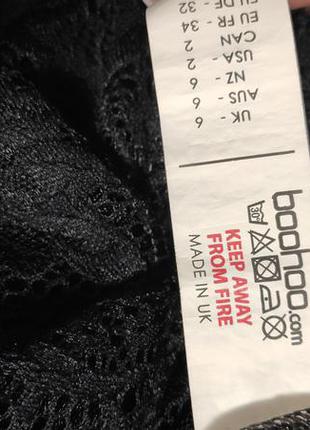 boohoo.com
30
KEEP AWAY
FROM FIRE
MADE IN UK
UK - 6
AUS - 6
NZ - 6
USA - 2
CAN 2
EU FR - 34
EU DE - 32